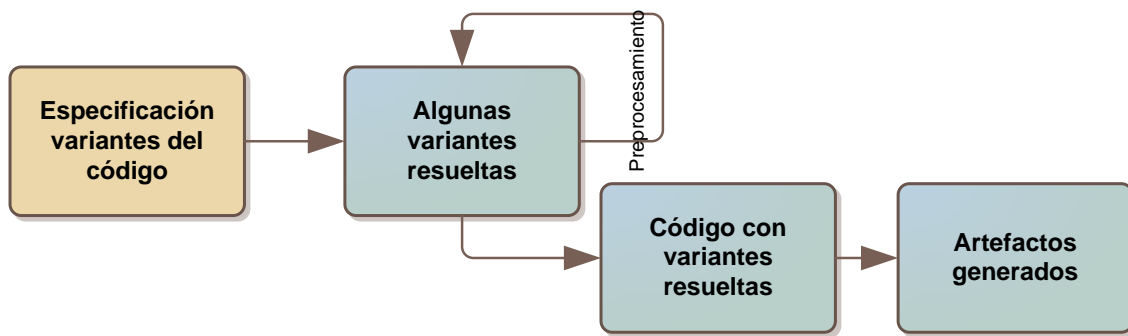 Preprocesamiento
Especificación
variantes del
código
Algunas
variantes
resueltas
Código con
variantes
resueltas
Artefactos
generados